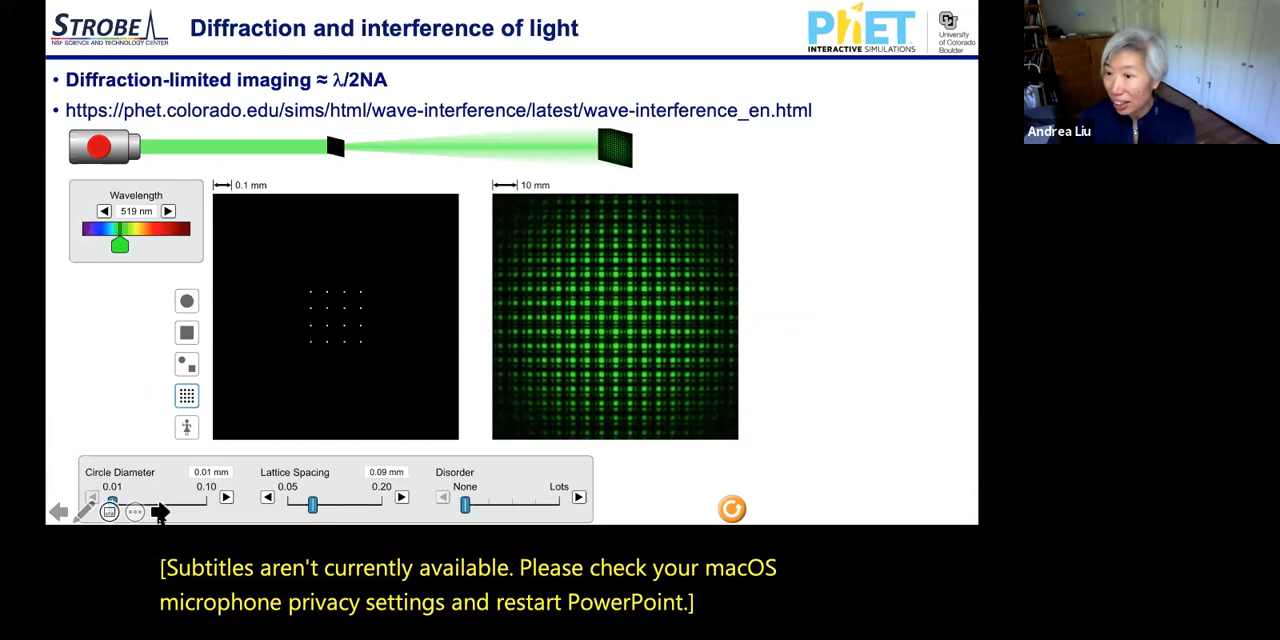 STROBE
NSF SCIENCE AND TECHNOLOGY CENTER
Diffraction and interference of light
PhET
INTERACTIVE SIMULATIONS
CU
University
of Colorado
Boulder
• Diffraction-limited imaging ≈ λ/2NA
• https://phet.colorado.edu/sims/html/wave-interference/latest/wave-interference_en.html
Andrea Liu
0.1 mm
10 mm
Wavelength
519 nm
Circle Diameter 0.01 mm
0.01 0.10
Lattice Spacing 0.09 mm
0.05 0.20
Disorder
None Lots
[Subtitles aren't currently available. Please check your macOS
microphone privacy settings and restart PowerPoint.]